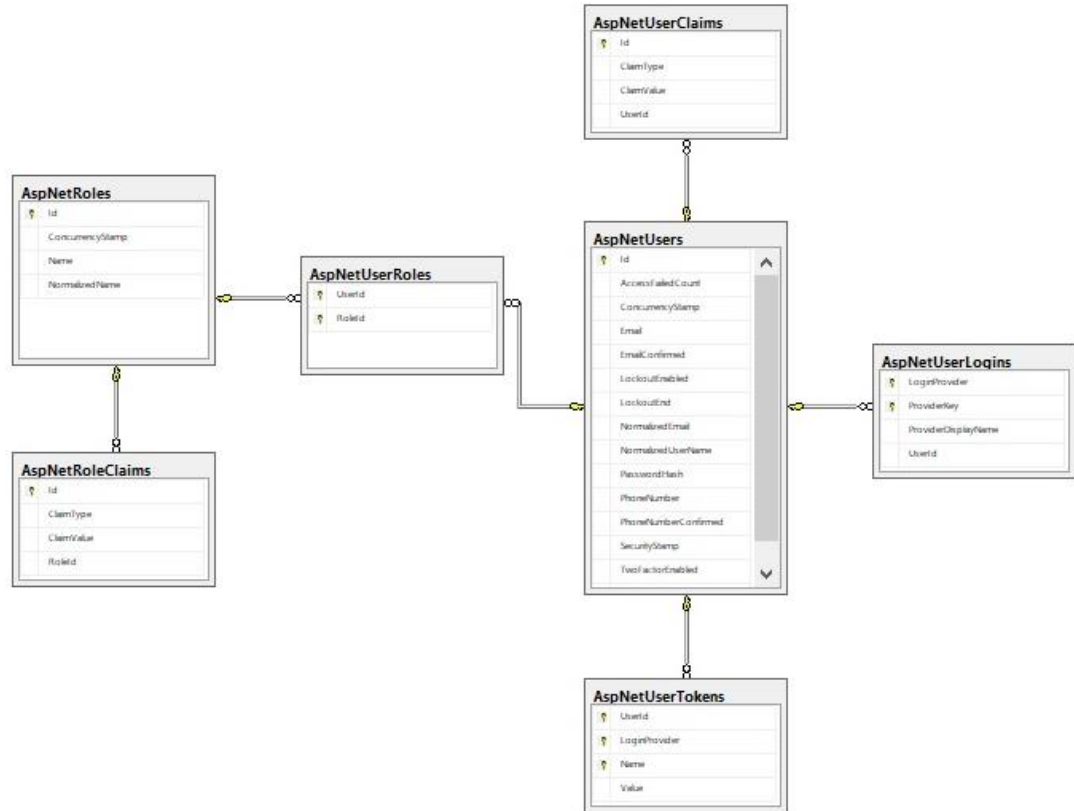 AspNetUserClaims
Id
ClaimType
ClaimValue
UserId
AspNetRoles
Id
ConcurrencyStamp
Name
NormalizedName
AspNetUserRoles
UserId
RoleId
AspNetUsers
Id
AccessFailedCount
ConcurrencyStamp
Email
EmailConfirmed
LockoutEnabled
LockoutEnd
NormalizedEmail
NormalizedUserName
PasswordHash
PhoneNumber
PhoneNumberConfirmed
SecurityStamp
TwoFactorEnabled
AspNetUserLogins
LoginProvider
ProviderKey
ProviderDisplayName
UserId
AspNetRoleClaims
Id
ClaimType
ClaimValue
RoleId
AspNetUserTokens
UserId
LoginProvider
Name
Value